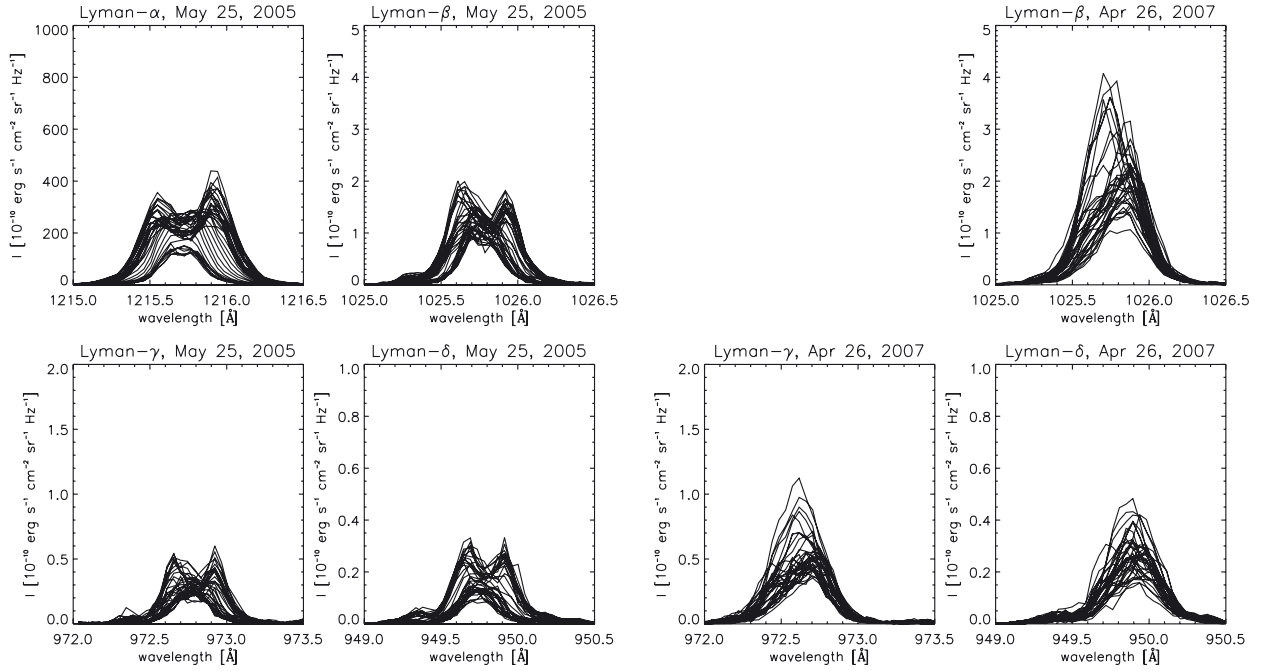 Lyman-α, May 25, 2005
Lyman-β, May 25, 2005
Lyman-β, Apr 26, 2007
I [10⁻¹⁰ erg s⁻¹ cm⁻² sr⁻¹ Hz⁻¹]
1000
800
600
400
200
0
1215.0 1215.5 1216.0 1216.5
wavelength [Å]
I [10⁻¹⁰ erg s⁻¹ cm⁻² sr⁻¹ Hz⁻¹]
5
4
3
2
1
0
1025.0 1025.5 1026.0 1026.5
wavelength [Å]
I [10⁻¹⁰ erg s⁻¹ cm⁻² sr⁻¹ Hz⁻¹]
5
4
3
2
1
0
1025.0 1025.5 1026.0 1026.5
wavelength [Å]
Lyman-γ, May 25, 2005
Lyman-δ, May 25, 2005
Lyman-γ, Apr 26, 2007
Lyman-δ, Apr 26, 2007
I [10⁻¹⁰ erg s⁻¹ cm⁻² sr⁻¹ Hz⁻¹]
2.0
1.5
1.0
0.5
0.0
972.0 972.5 973.0 973.5
wavelength [Å]
I [10⁻¹⁰ erg s⁻¹ cm⁻² sr⁻¹ Hz⁻¹]
1.0
0.8
0.6
0.4
0.2
0.0
949.0 949.5 950.0 950.5
wavelength [Å]
I [10⁻¹⁰ erg s⁻¹ cm⁻² sr⁻¹ Hz⁻¹]
2.0
1.5
1.0
0.5
0.0
972.0 972.5 973.0 973.5
wavelength [Å]
I [10⁻¹⁰ erg s⁻¹ cm⁻² sr⁻¹ Hz⁻¹]
1.0
0.8
0.6
0.4
0.2
0.0
949.0 949.5 950.0 950.5
wavelength [Å]